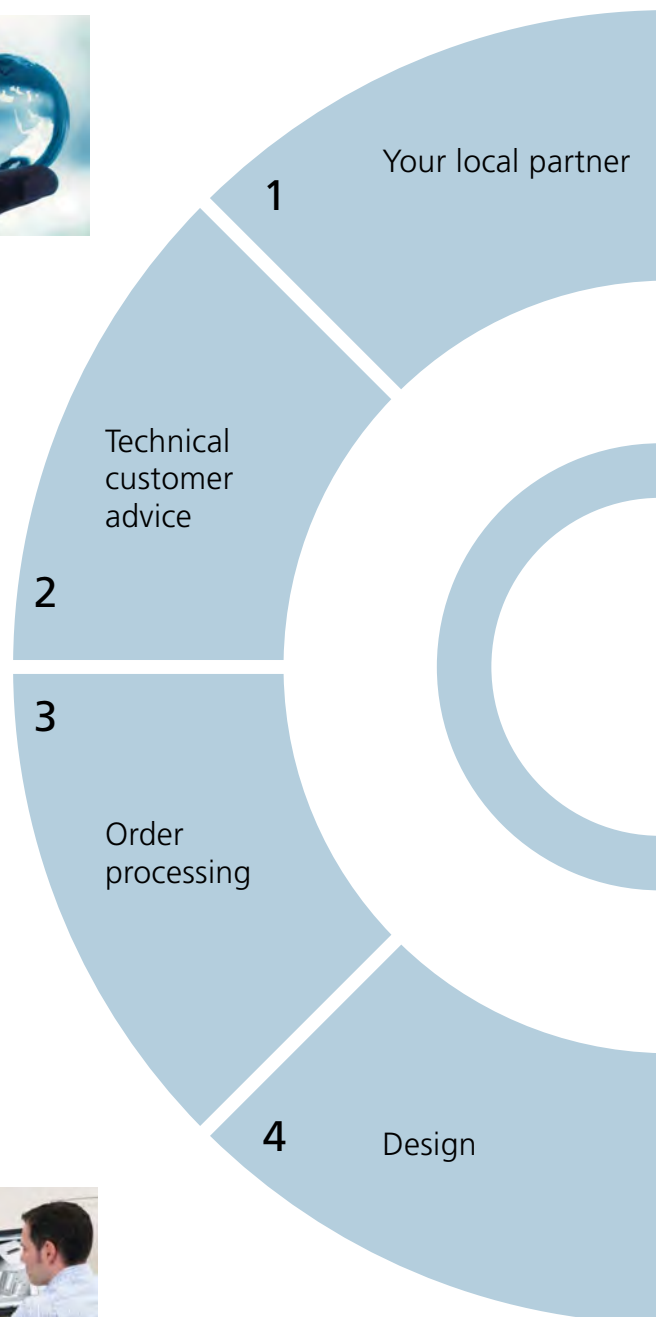 1
Your local partner
Technical
customer
advice
2
3
Order
processing
4
Design